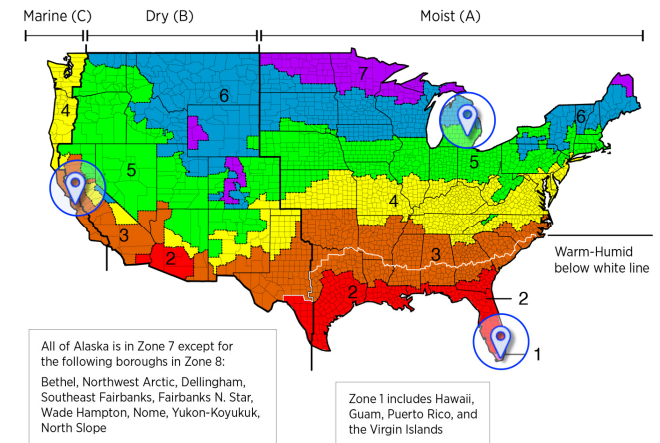 Marine (C)
Dry (B)
Moist (A)
7
6
4
6
5
5
4
3
3
2
Warm-Humid
below white line
2
2
1
All of Alaska is in Zone 7 except for
the following boroughs in Zone 8:
Bethel, Northwest Arctic, Dellingham,
Southeast Fairbanks, Fairbanks N. Star,
Wade Hampton, Nome, Yukon-Koyukuk,
North Slope
Zone 1 includes Hawaii,
Guam, Puerto Rico, and
the Virgin Islands